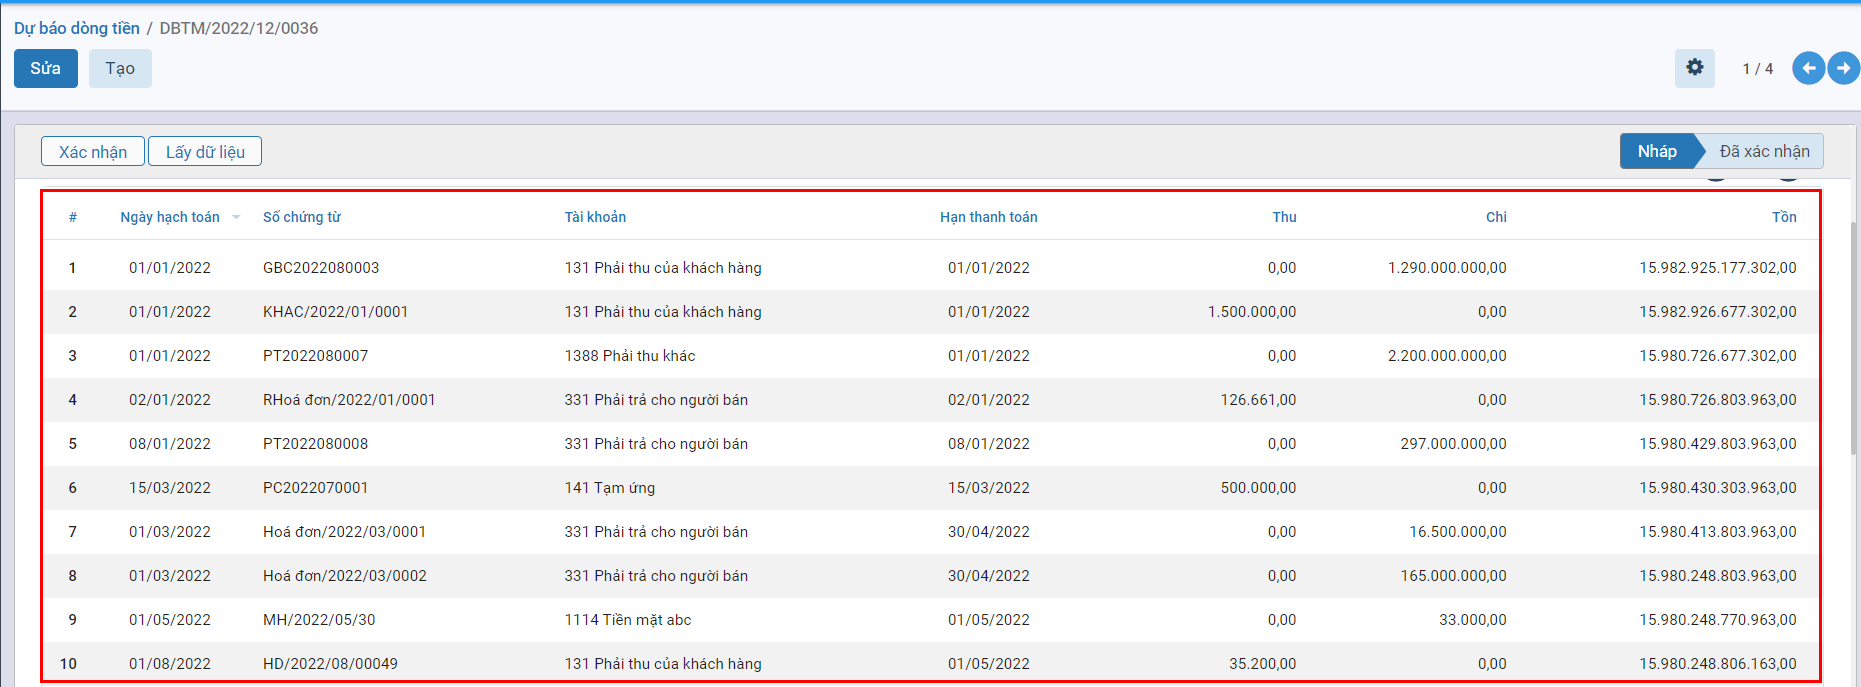 Dự báo dòng tiền / DBTM/2022/12/0036
Sửa Tạo 1 / 4
Xác nhận Lấy dữ liệu Nháp Đã xác nhận
# Ngày hạch toán Số chứng từ Tài khoản Hạn thanh toán Thu Chi Tồn
1 01/01/2022 GBC2022080003 131 Phải thu của khách hàng 01/01/2022 0,00 1.290.000.000,00 15.982.925.177.302,00
2 01/01/2022 KHAC/2022/01/0001 131 Phải thu của khách hàng 01/01/2022 1.500.000,00 0,00 15.982.926.677.302,00
3 01/01/2022 PT2022080007 1388 Phải thu khác 01/01/2022 0,00 2.200.000.000,00 15.980.726.677.302,00
4 02/01/2022 RHoá đơn/2022/01/0001 331 Phải trả cho người bán 02/01/2022 126.661,00 0,00 15.980.726.803.963,00
5 08/01/2022 PT2022080008 331 Phải trả cho người bán 08/01/2022 0,00 297.000.000,00 15.980.429.803.963,00
6 15/03/2022 PC2022070001 141 Tạm ứng 15/03/2022 500.000,00 0,00 15.980.430.303.963,00
7 01/03/2022 Hoá đơn/2022/03/0001 331 Phải trả cho người bán 30/04/2022 0,00 16.500.000,00 15.980.413.803.963,00
8 01/03/2022 Hoá đơn/2022/03/0002 331 Phải trả cho người bán 30/04/2022 0,00 165.000.000,00 15.980.248.803.963,00
9 01/05/2022 MH/2022/05/30 1114 Tiền mặt abc 01/05/2022 0,00 33.000,00 15.980.248.770.963,00
10 01/08/2022 HD/2022/08/00049 131 Phải thu của khách hàng 01/05/2022 35.200,00 0,00 15.980.248.806.163,00